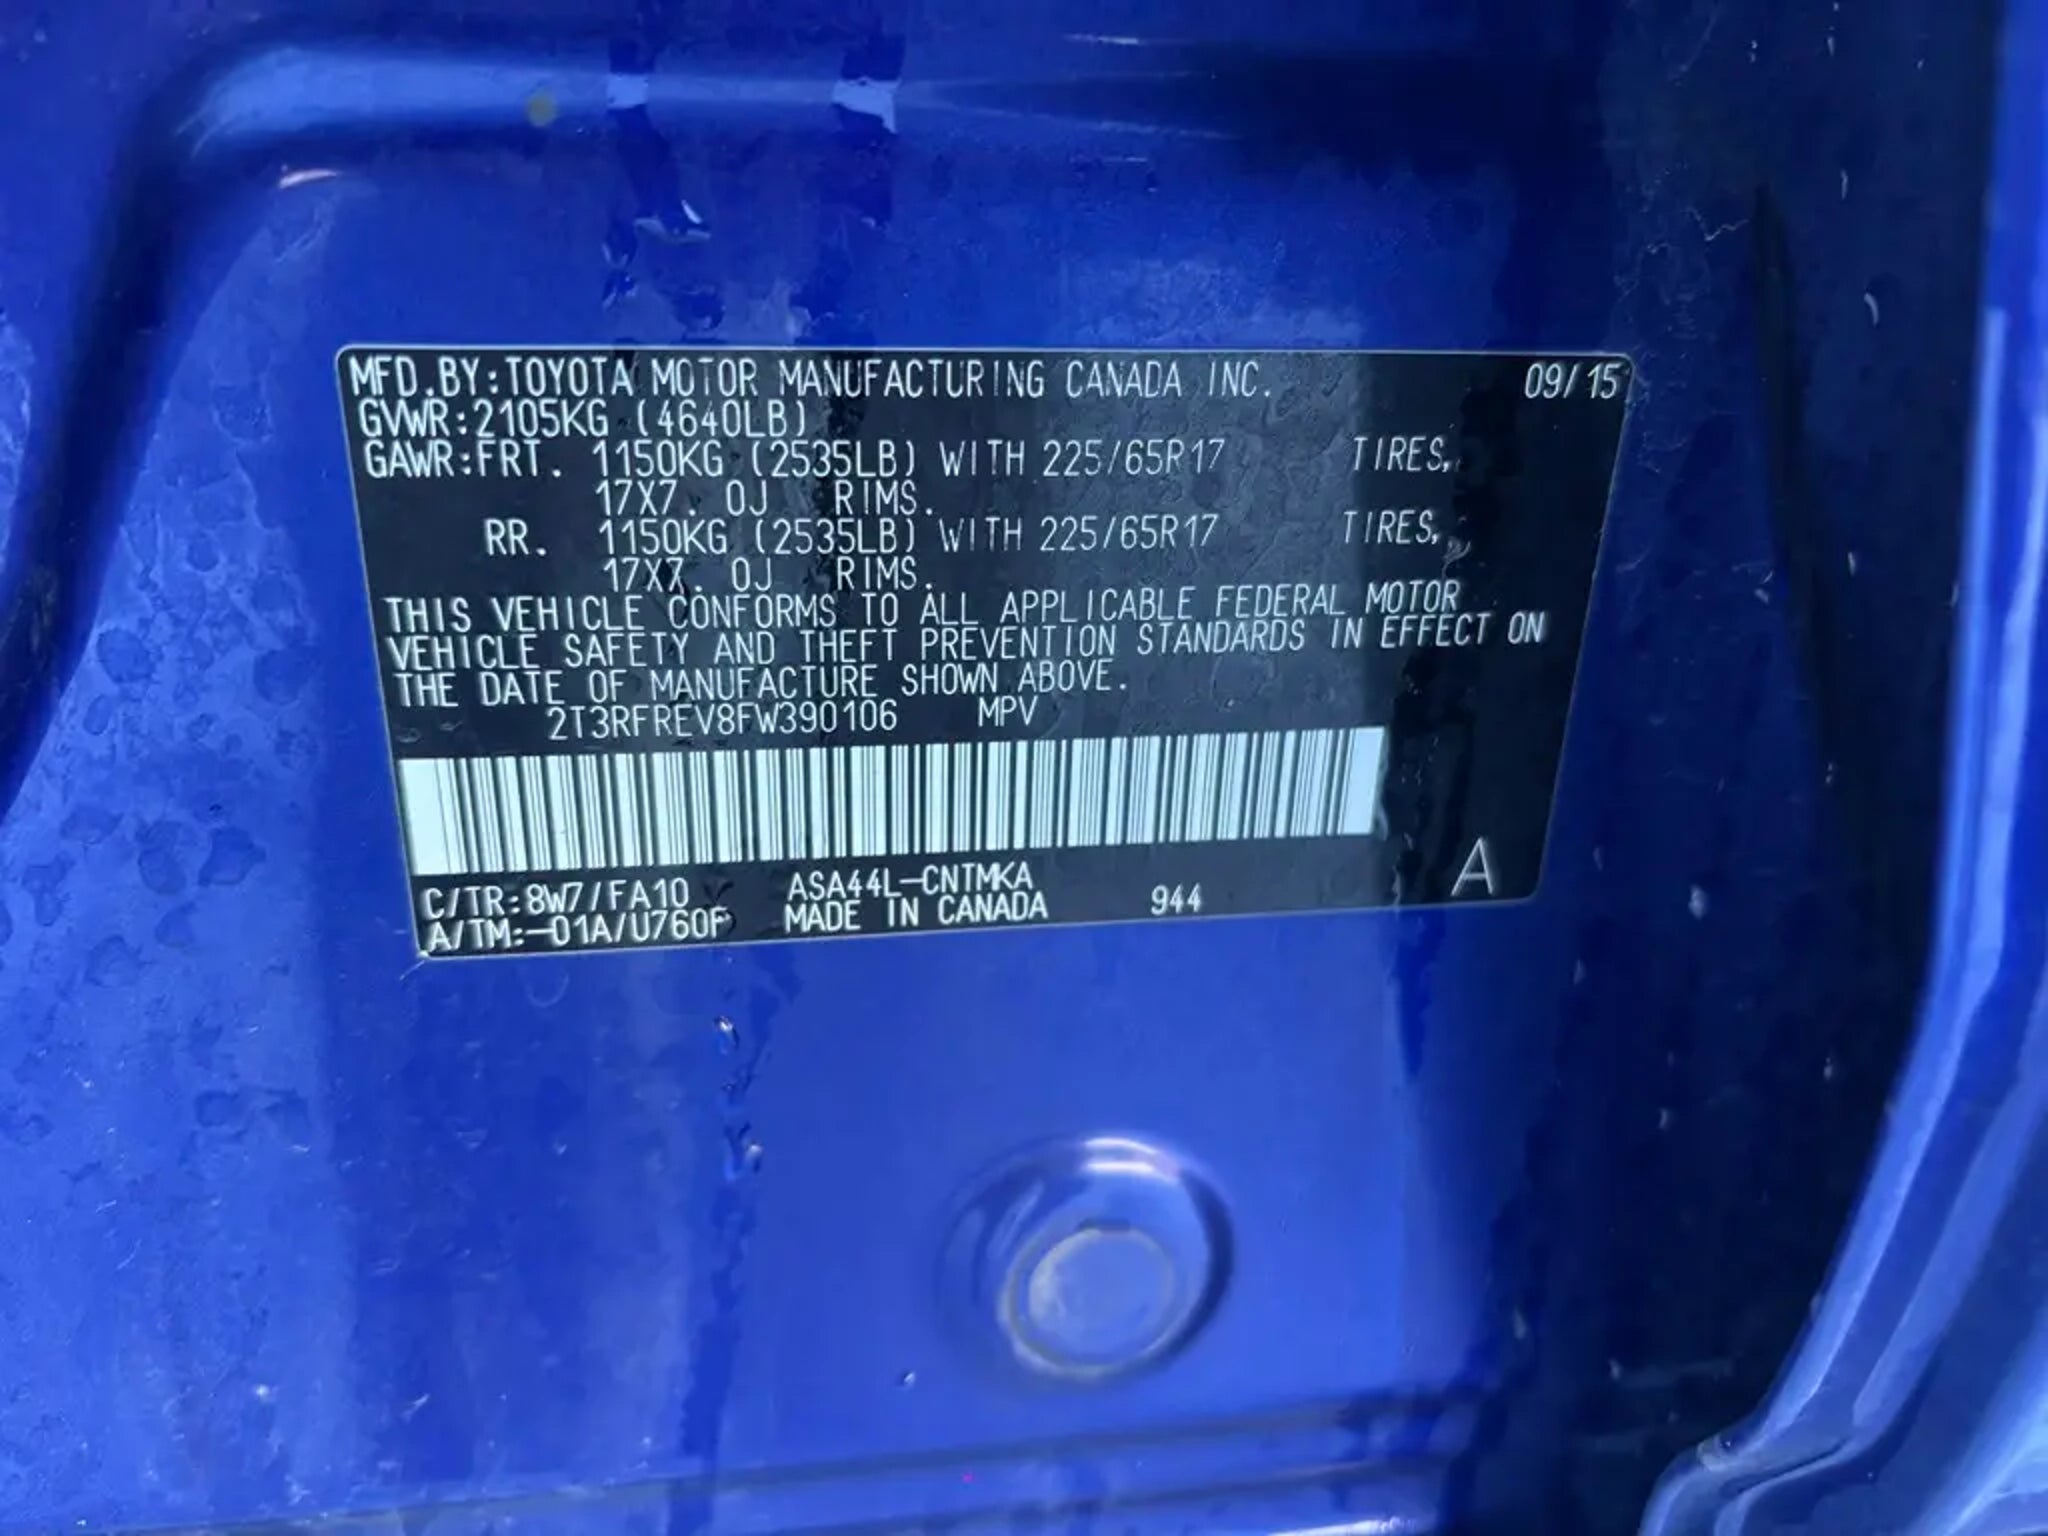 MFD.BY:TOYOTA MOTOR MANUFACTURING CANADA INC. 09/15
GVWR:2105KG (4640LB)
GAWR:FRT. 1150KG (2535LB) WITH 225/65R17 TIRES,
17X7. 0J RIMS.
RR. 1150KG (2535LB) WITH 225/65R17 TIRES,
17X7. 0J RIMS.
THIS VEHICLE CONFORMS TO ALL APPLICABLE FEDERAL MOTOR
VEHICLE SAFETY AND THEFT PREVENTION STANDARDS IN EFFECT ON
THE DATE OF MANUFACTURE SHOWN ABOVE.
2T3RFREV8FW390106 MPV
C/TR:8W7/FA10 ASA44L-CNTMKA
A/TM:-01A/U760F MADE IN CANADA 944 A